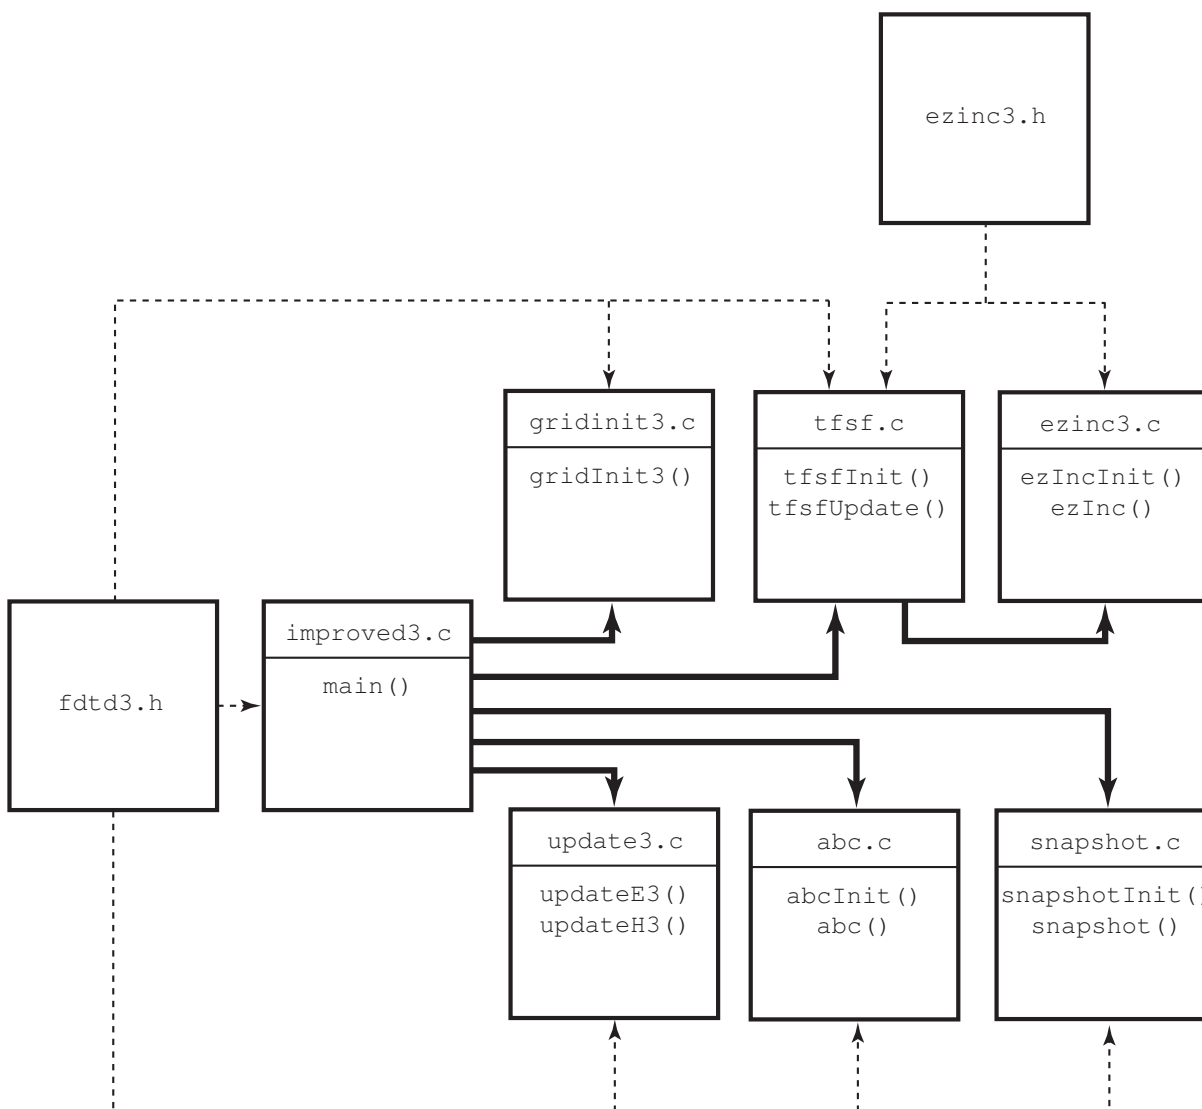 ezinc3.h
gridinit3.c
gridInit3()
tfsf.c
tfsfInit()
tfsfUpdate()
ezinc3.c
ezIncInit()
ezInc()
fdtd3.h
improved3.c
main()
update3.c
updateE3()
updateH3()
abc.c
abcInit()
abc()
snapshot.c
snapshotInit()
snapshot()